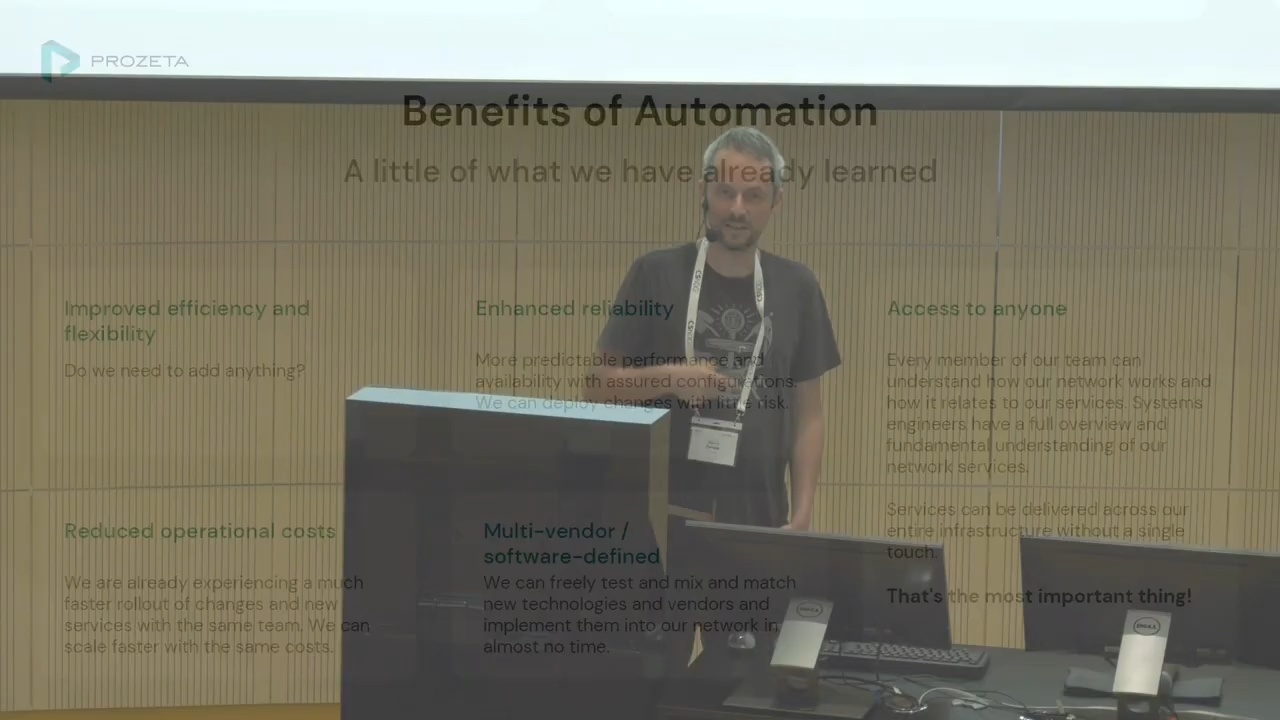 PROZETA
Benefits of Automation
A little of what we have already learned
Improved efficiency and
flexibility
Do we need to add anything?
Enhanced reliability
More predictable performance and
availability with assured configurations.
We can deploy changes with little risk.
Access to anyone
Every member of our team can
understand how our network works and
how it relates to our services. Systems
engineers have a full overview and
fundamental understanding of our
network services.
Services can be delivered across our
entire infrastructure without a single
touch.
That's the most important thing!
Reduced operational costs
We are already experiencing a much
faster rollout of changes and new
services with the same team. We can
scale faster with the same costs.
Multi-vendor /
software-defined
We can freely test and mix and match
new technologies and vendors and
implement them into our network in
almost no time.
DELL
DELL